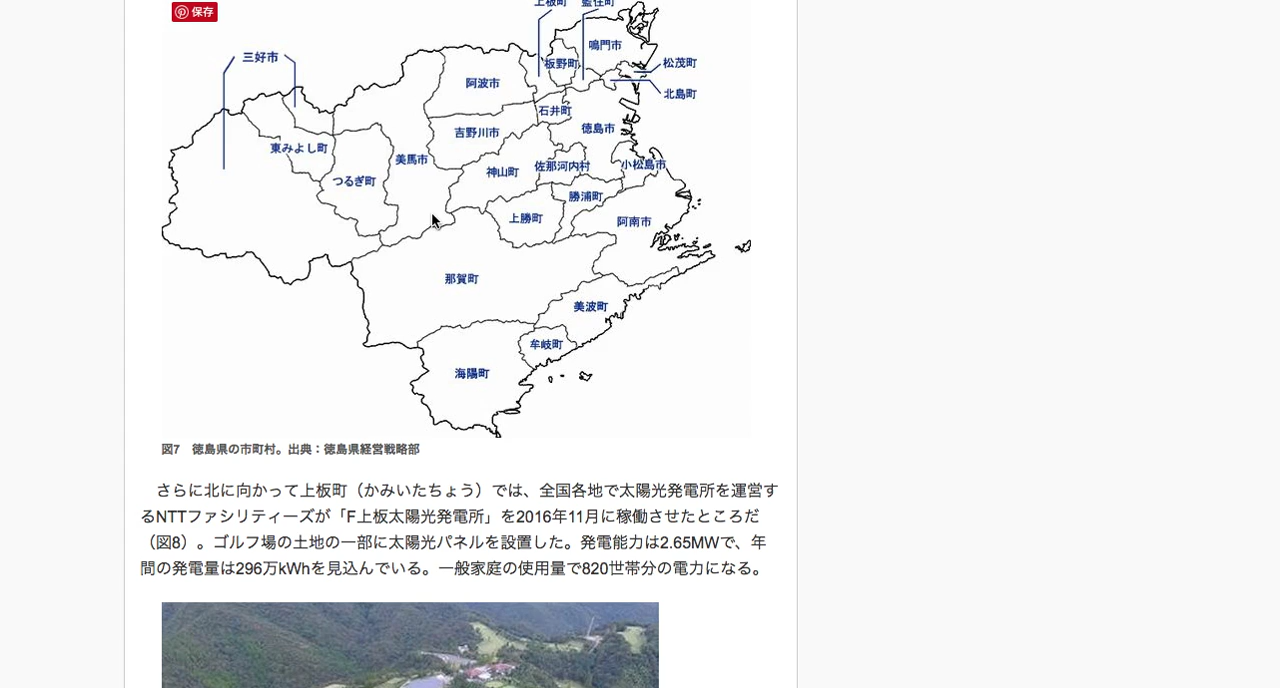 保存
上板町
藍住町
鳴門市
三好市
板野町
松茂町
阿波市
北島町
石井町
吉野川市
徳島市
東みよし町
美馬市
神山町
佐那河内村
小松島市
つるぎ町
勝浦町
上勝町
阿南市
那賀町
美波町
牟岐町
海陽町
図7 徳島県の市町村。出典：徳島県経営戦略部
さらに北に向かって上板町（かみいたちょう）では、全国各地で太陽光発電所を運営す
るNTTファシリティーズが「F上板太陽光発電所」を2016年11月に稼働させたところだ
（図8）。ゴルフ場の土地の一部に太陽光パネルを設置した。発電能力は2.65MWで、年
間の発電量は296万kWhを見込んでいる。一般家庭の使用量で820世帯分の電力になる。